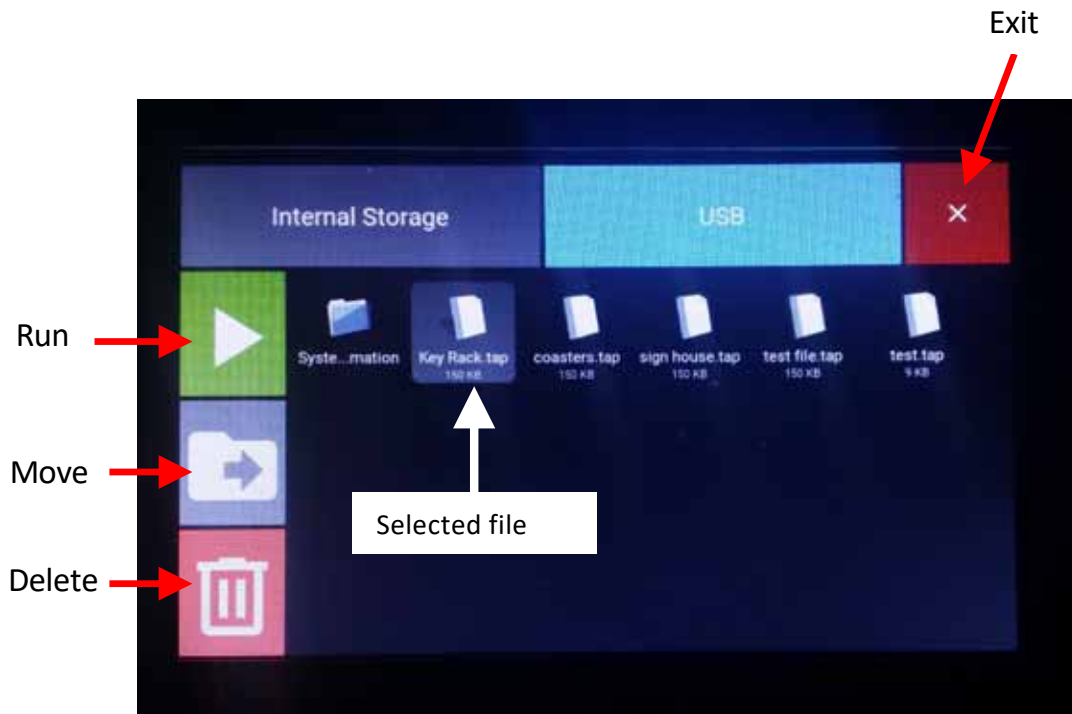 Exit
Internal Storage
USB
×
Run
Syste...mation
Key Rack.tap
150 KB
coasters.tap
150 KB
sign house.tap
150 KB
test file.tap
150 KB
test.tap
9 KB
Move
Selected file
Delete